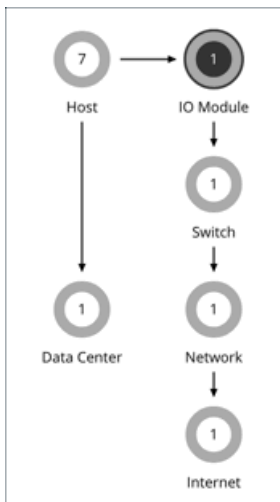 7
1
Host
IO Module
1
Switch
1
1
Data Center
Network
1
Internet